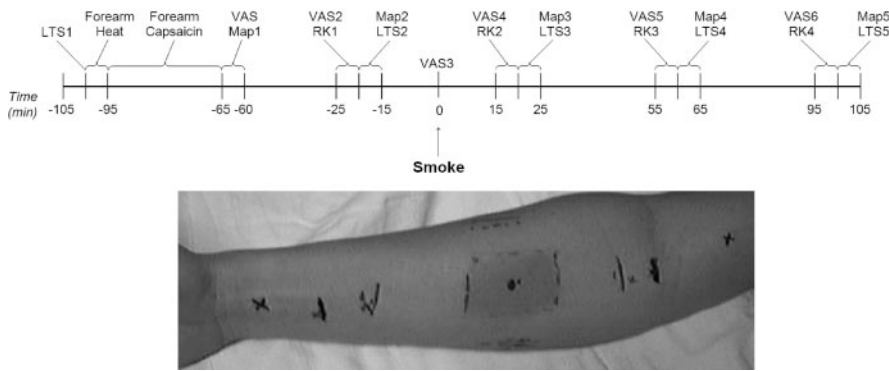 Forearm Forearm VAS VAS2 Map2 VAS4 Map3 VAS5 Map4 VAS6 Map5
LTS1 Heat Capsaicin Map1 RK1 LTS2 VAS3 RK2 LTS3 RK3 LTS4 RK4 LTS5
Time
(min)
-105 -95 -65 -60 -25 -15 0 15 25 55 65 95 105
Smoke